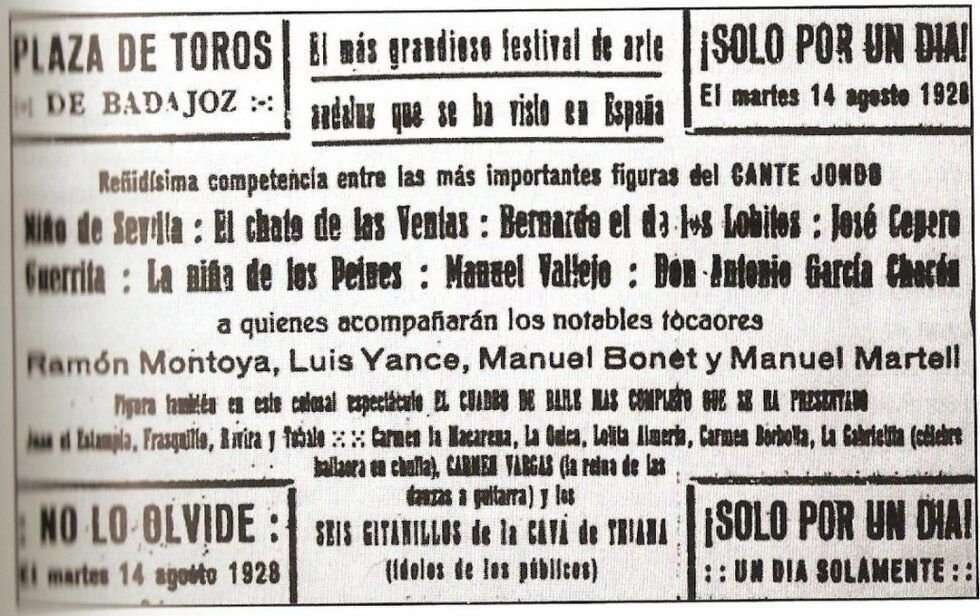 PLAZA DE TOROS
DE BADAJOZ :-:
El más grandioso festival de arte
andaluz que se ha visto en España
¡SOLO POR UN DIA!
El martes 14 agosto 1928
Reñidísima competencia entre las más importantes figuras del CANTE JONDO
Niño de Sevilla : El chato de las Ventas : Bernardo el de los Lobitos : José Cepero
Guerrita : La niña de los Peines : Manuel Vallejo : Don Antonio García Chacón
a quienes acompañarán los notables tocaores
Ramón Montoya, Luis Yance, Manuel Bonet y Manuel Martell
Figura también en este colosal espectáculo EL CUADRO DE BAILE MAS COMPLETO QUE SE HA PRESENTADO
Juan el Estampío, Frasquillo, Ravira y Tobalo :: Carmen la Macarena, La Unica, Lolita Almería, Carmen Borbolla, La Gabrielita (célebre
bailaora en chufla), CARMEN VARGAS (la reina de las
danzas a guitarra) y los
SEIS GITANILLOS de la CAVA de TRIANA
(ídolos de los públicos)
: NO LO OLVIDE :
El martes 14 agosto 1928
¡SOLO POR UN DIA!
:: UN DIA SOLAMENTE ::